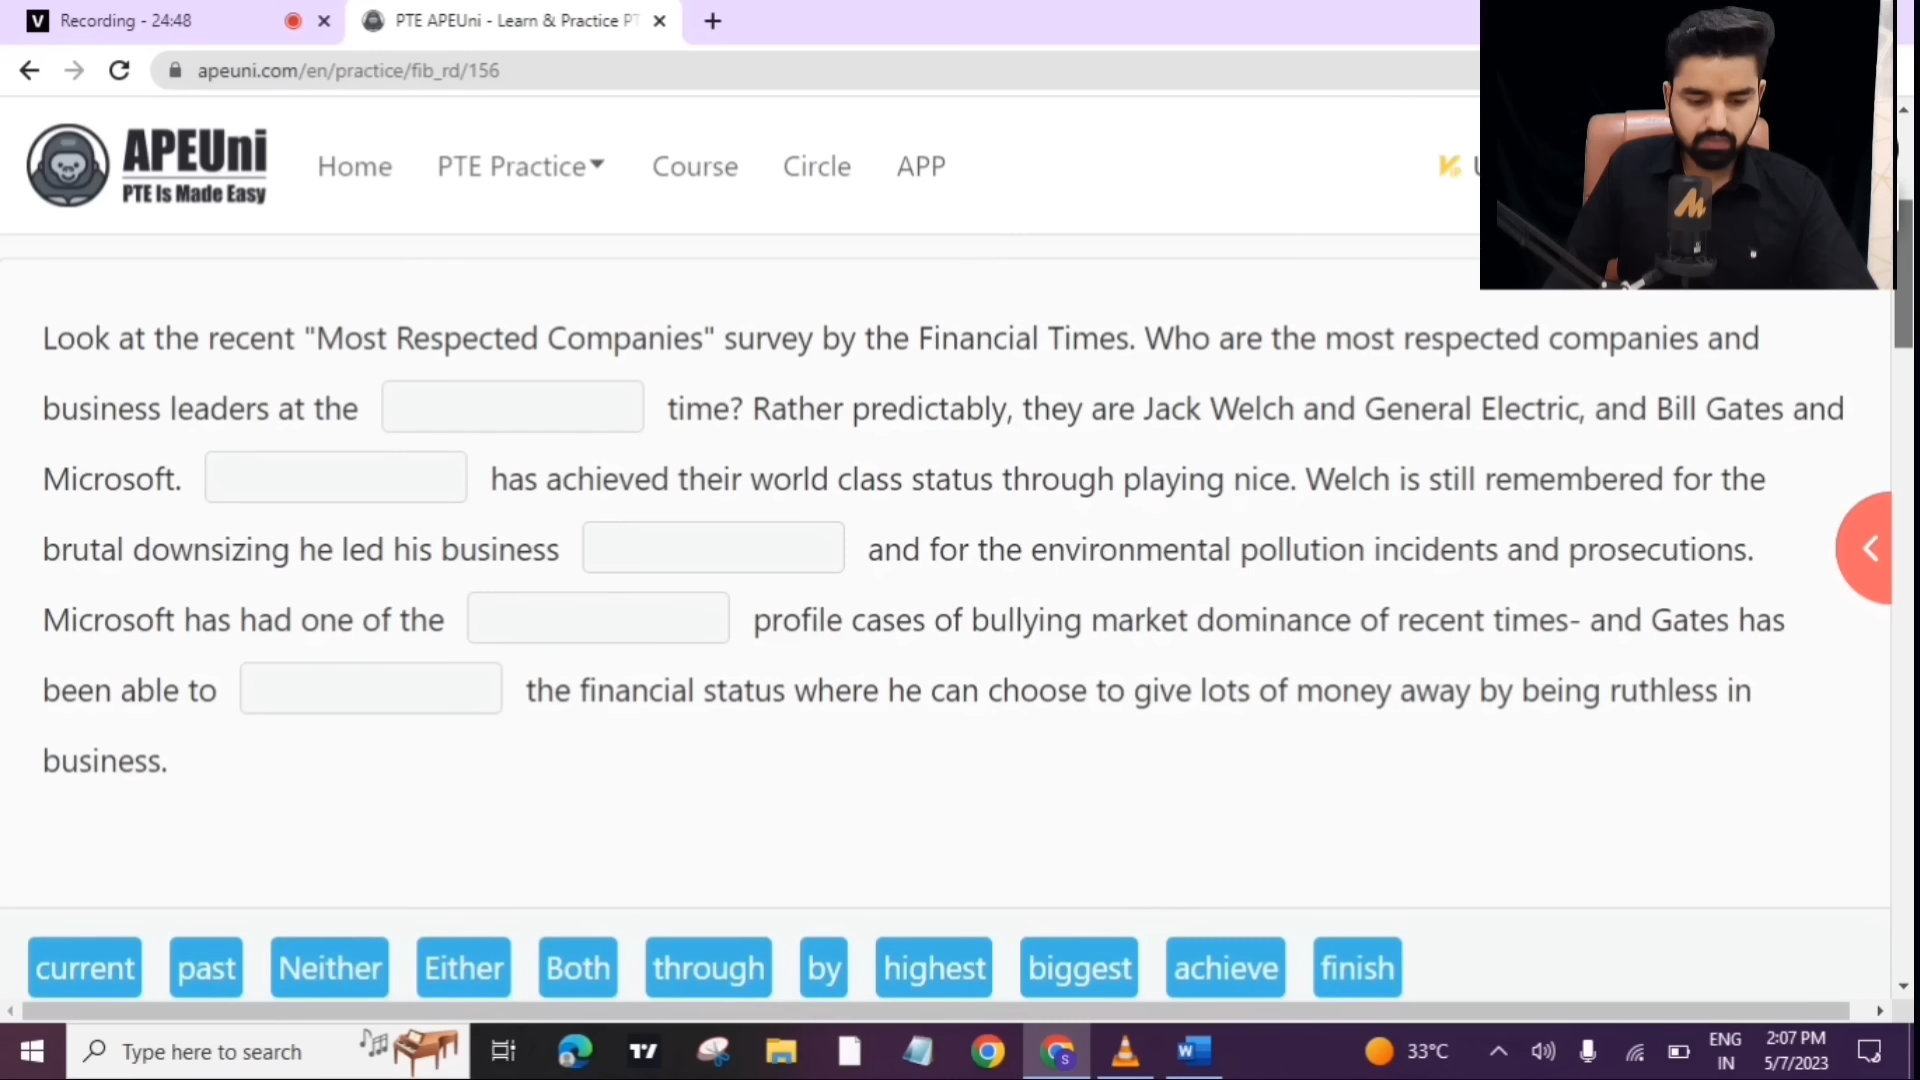 V Recording - 24:48
PTE APEUni - Learn & Practice PT
apeuni.com/en/practice/fib_rd/156
APEUni
PTE Is Made Easy
Home PTE Practice Course Circle APP
Look at the recent "Most Respected Companies" survey by the Financial Times. Who are the most respected companies and
business leaders at the time? Rather predictably, they are Jack Welch and General Electric, and Bill Gates and
Microsoft. has achieved their world class status through playing nice. Welch is still remembered for the
brutal downsizing he led his business and for the environmental pollution incidents and prosecutions.
Microsoft has had one of the profile cases of bullying market dominance of recent times- and Gates has
been able to the financial status where he can choose to give lots of money away by being ruthless in
business.
current past Neither Either Both through by highest biggest achieve finish
Type here to search
33°C
ENG
IN
2:07 PM
5/7/2023